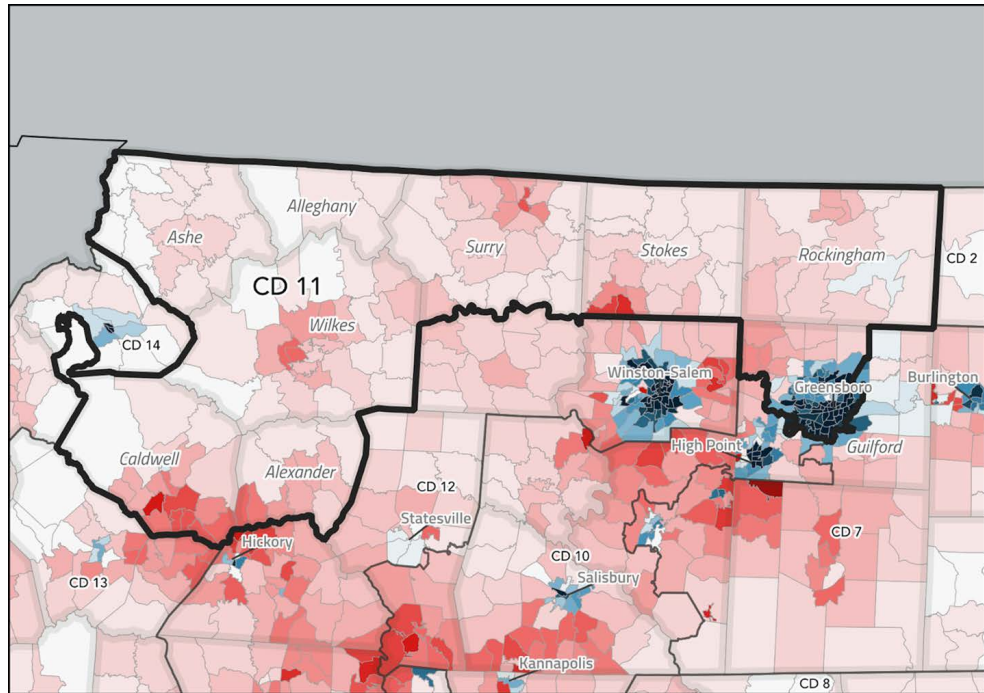 Alleghany
Ashe
Surry
Stokes
Rockingham
CD 2
CD 11
Wilkes
CD 14
Winston-Salem
Greensboro
Burlington
High Point
Guilford
Caldwell
Alexander
CD 12
Statesville
CD 7
Hickory
CD 10
CD 13
Salisbury
Kannapolis
CD 8